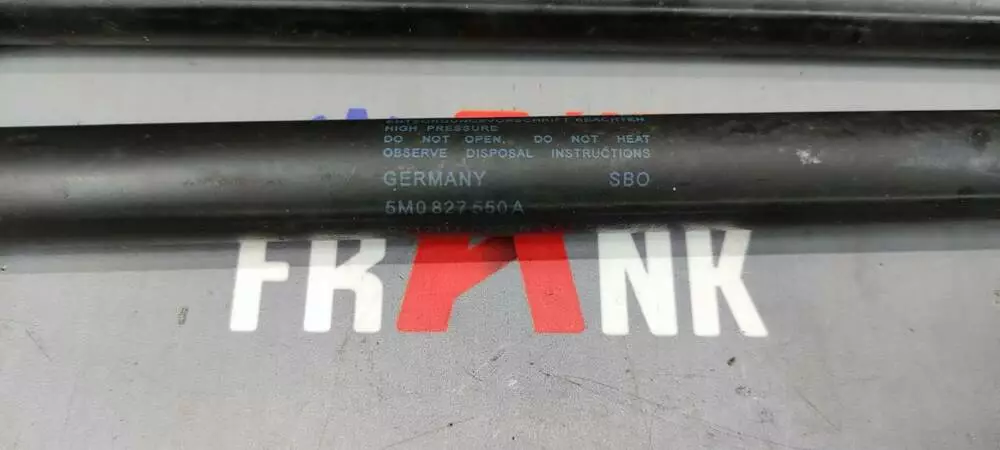 HIGH PRESSURE
DO NOT OPEN, DO NOT HEAT
OBSERVE DISPOSAL INSTRUCTIONS
GERMANY SBO
5M0 827 550 A
FRANK